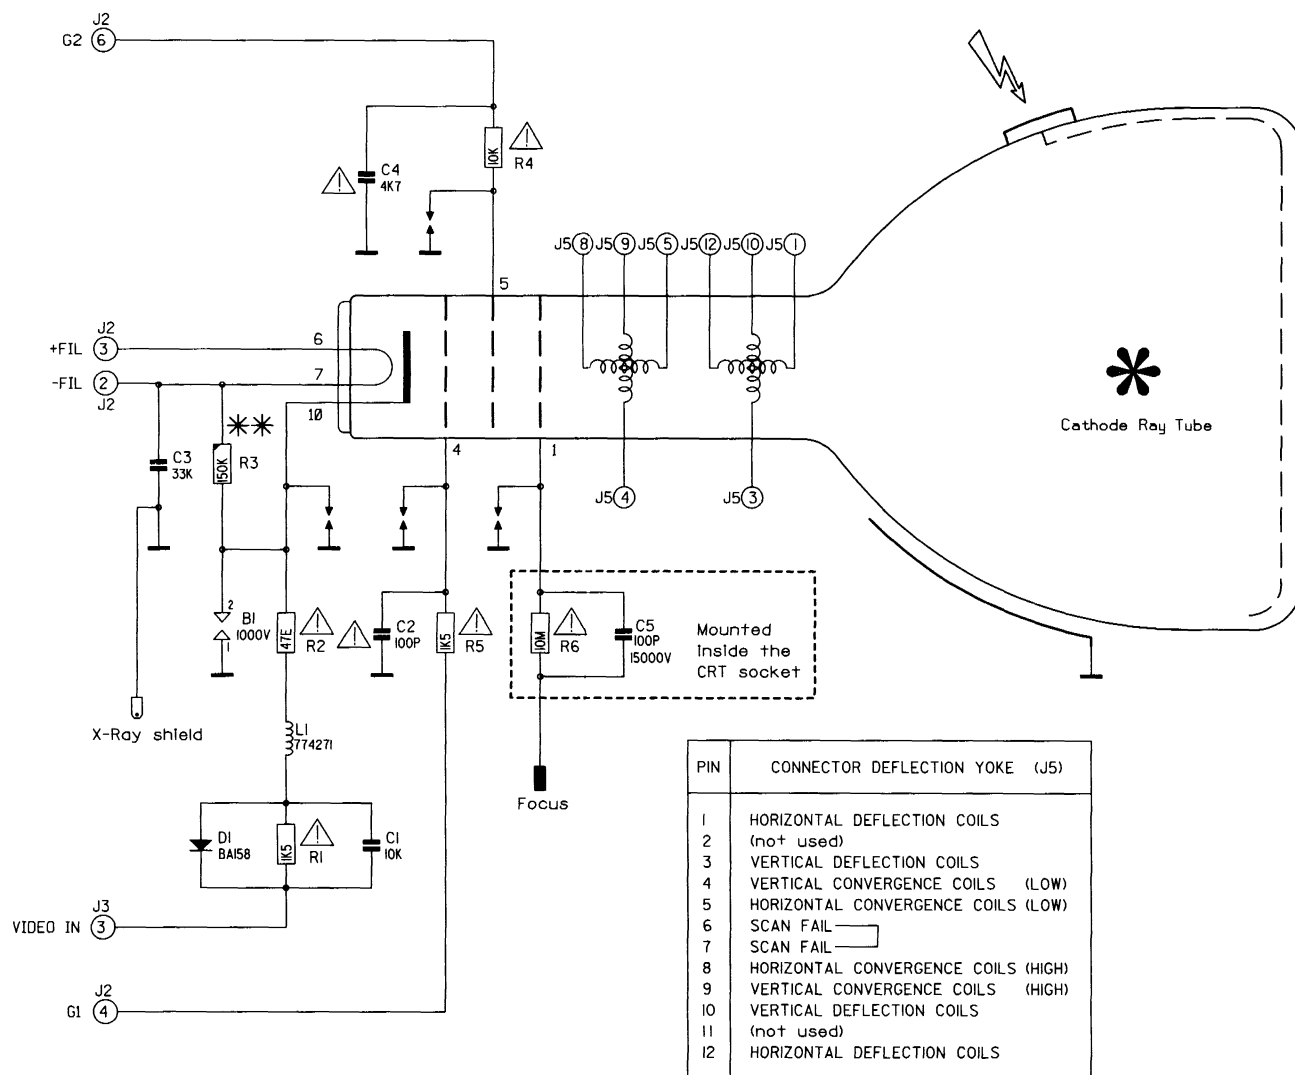 J2
G2 6
C4
4K7
10K
R4
J5 8 J5 9 J5 5 J5 12 J5 10 J5 1
5
J2
+FIL 3
6
-FIL 2
J2
7
10
**
C3
33K
150K
R3
4
1
J5 4
J5 3
*
Cathode Ray Tube
2
B1
1000V
1
47E
R2
C2
100P
1K5
R5
10M
R6
C5
100P
15000V
Mounted
inside the
CRT socket
X-Ray shield
L1
774271
Focus
D1
BA158
1K5
R1
C1
10K
J3
VIDEO IN 3
J2
G1 4
PIN CONNECTOR DEFLECTION YOKE (J5)
1 HORIZONTAL DEFLECTION COILS
2 (not used)
3 VERTICAL DEFLECTION COILS
4 VERTICAL CONVERGENCE COILS (LOW)
5 HORIZONTAL CONVERGENCE COILS (LOW)
6 SCAN FAIL
7 SCAN FAIL
8 HORIZONTAL CONVERGENCE COILS (HIGH)
9 VERTICAL CONVERGENCE COILS (HIGH)
10 VERTICAL DEFLECTION COILS
11 (not used)
12 HORIZONTAL DEFLECTION COILS